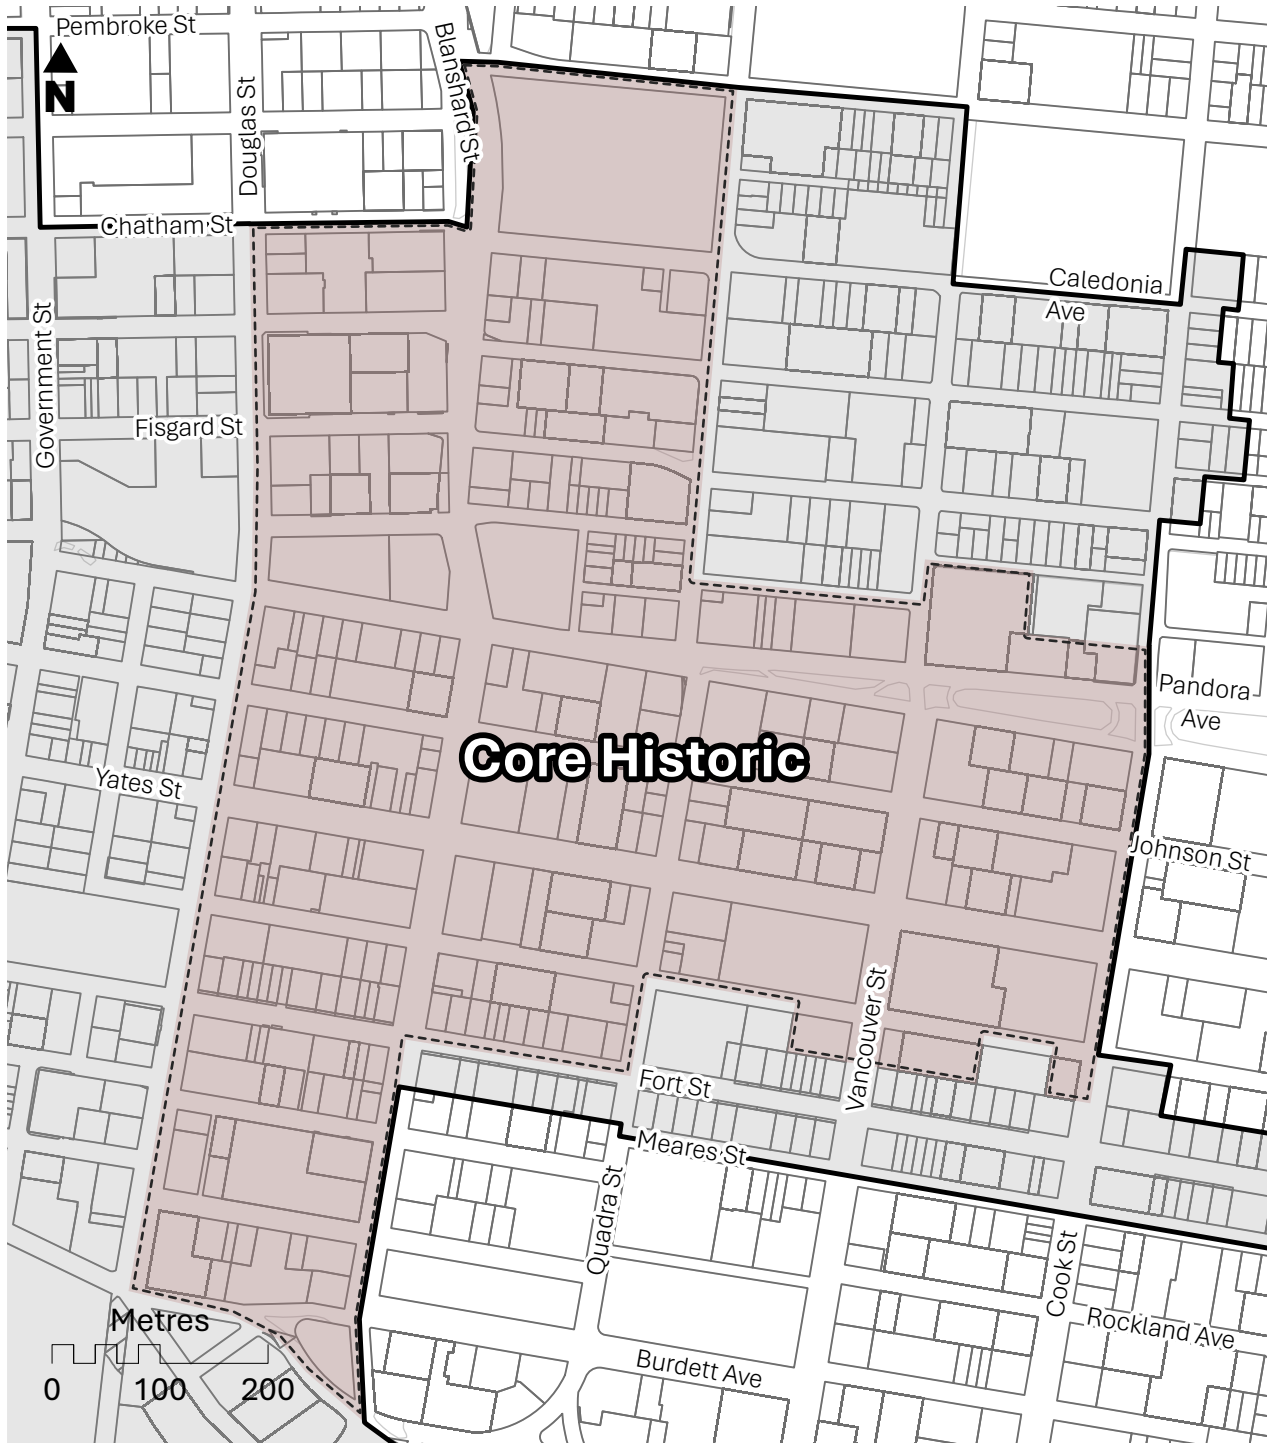 Pembroke St
N
Douglas St
Blanshard St
Chatham St
Caledonia
Ave
Government St
Fisgard St
Pandora
Ave
Core Historic
Yates St
Johnson St
Vancouver St
Fort St
Meares St
Quadra St
Cook St
Rockland Ave
Metres
0 100 200
Burdett Ave